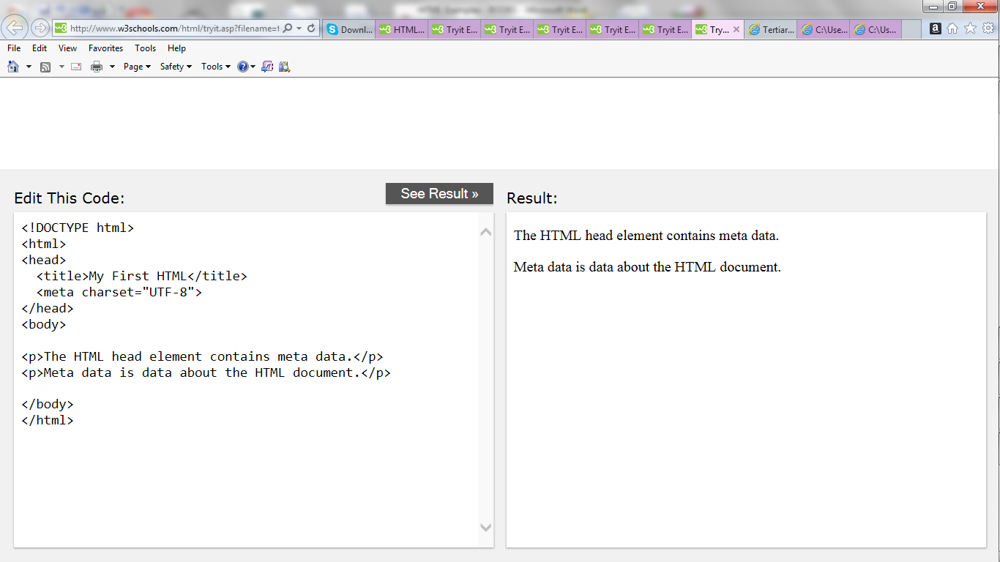 http://www.w3schools.com/html/tryit.asp?filename=t
Downl...
HTML...
Tryit E...
Tryit E...
Tryit E...
Tryit E...
Tryit E...
Try...
Tertiar...
C:\Use...
C:\Us...
File Edit View Favorites Tools Help
Page Safety Tools
Edit This Code:
See Result »
Result:
<!DOCTYPE html>
<html>
<head>
  <title>My First HTML</title>
  <meta charset="UTF-8">
</head>
<body>
<p>The HTML head element contains meta data.</p>
<p>Meta data is data about the HTML document.</p>
</body>
</html>
The HTML head element contains meta data.
Meta data is data about the HTML document.